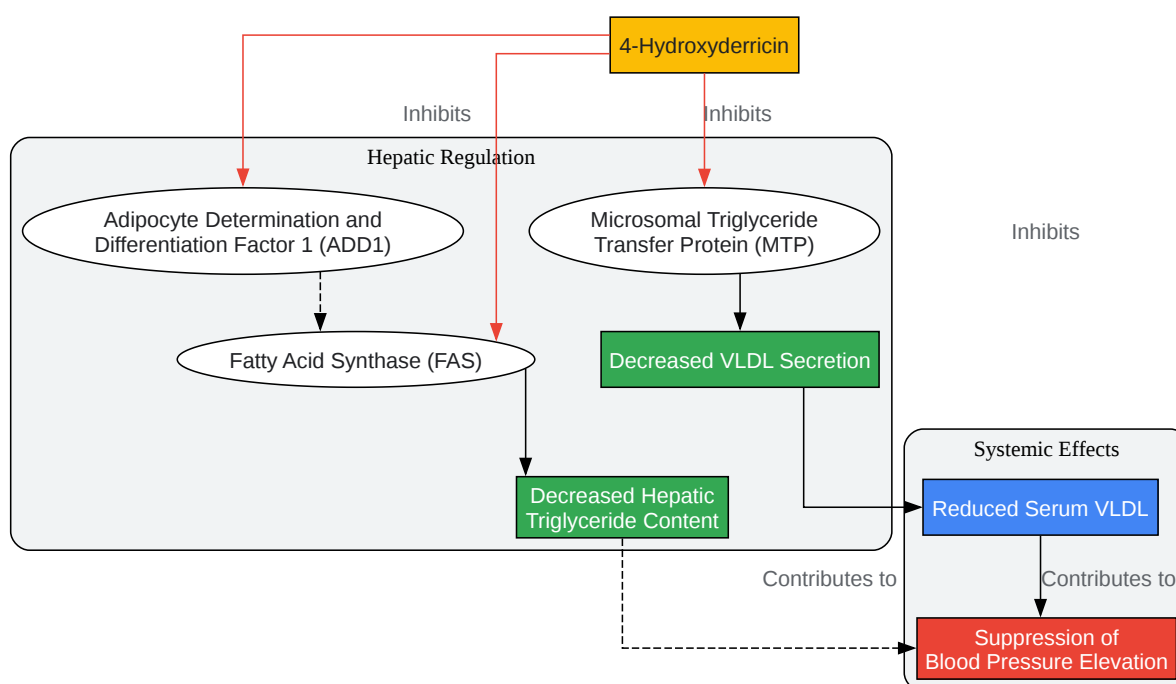 4-Hydroxyderricin
Inhibits
Inhibits
Hepatic Regulation
Adipocyte Determination and
Differentiation Factor 1 (ADD1)
Microsomal Triglyceride
Transfer Protein (MTP)
Inhibits
Fatty Acid Synthase (FAS)
Decreased VLDL Secretion
Systemic Effects
Decreased Hepatic
Triglyceride Content
Reduced Serum VLDL
Contributes to
Contributes to
Suppression of
Blood Pressure Elevation